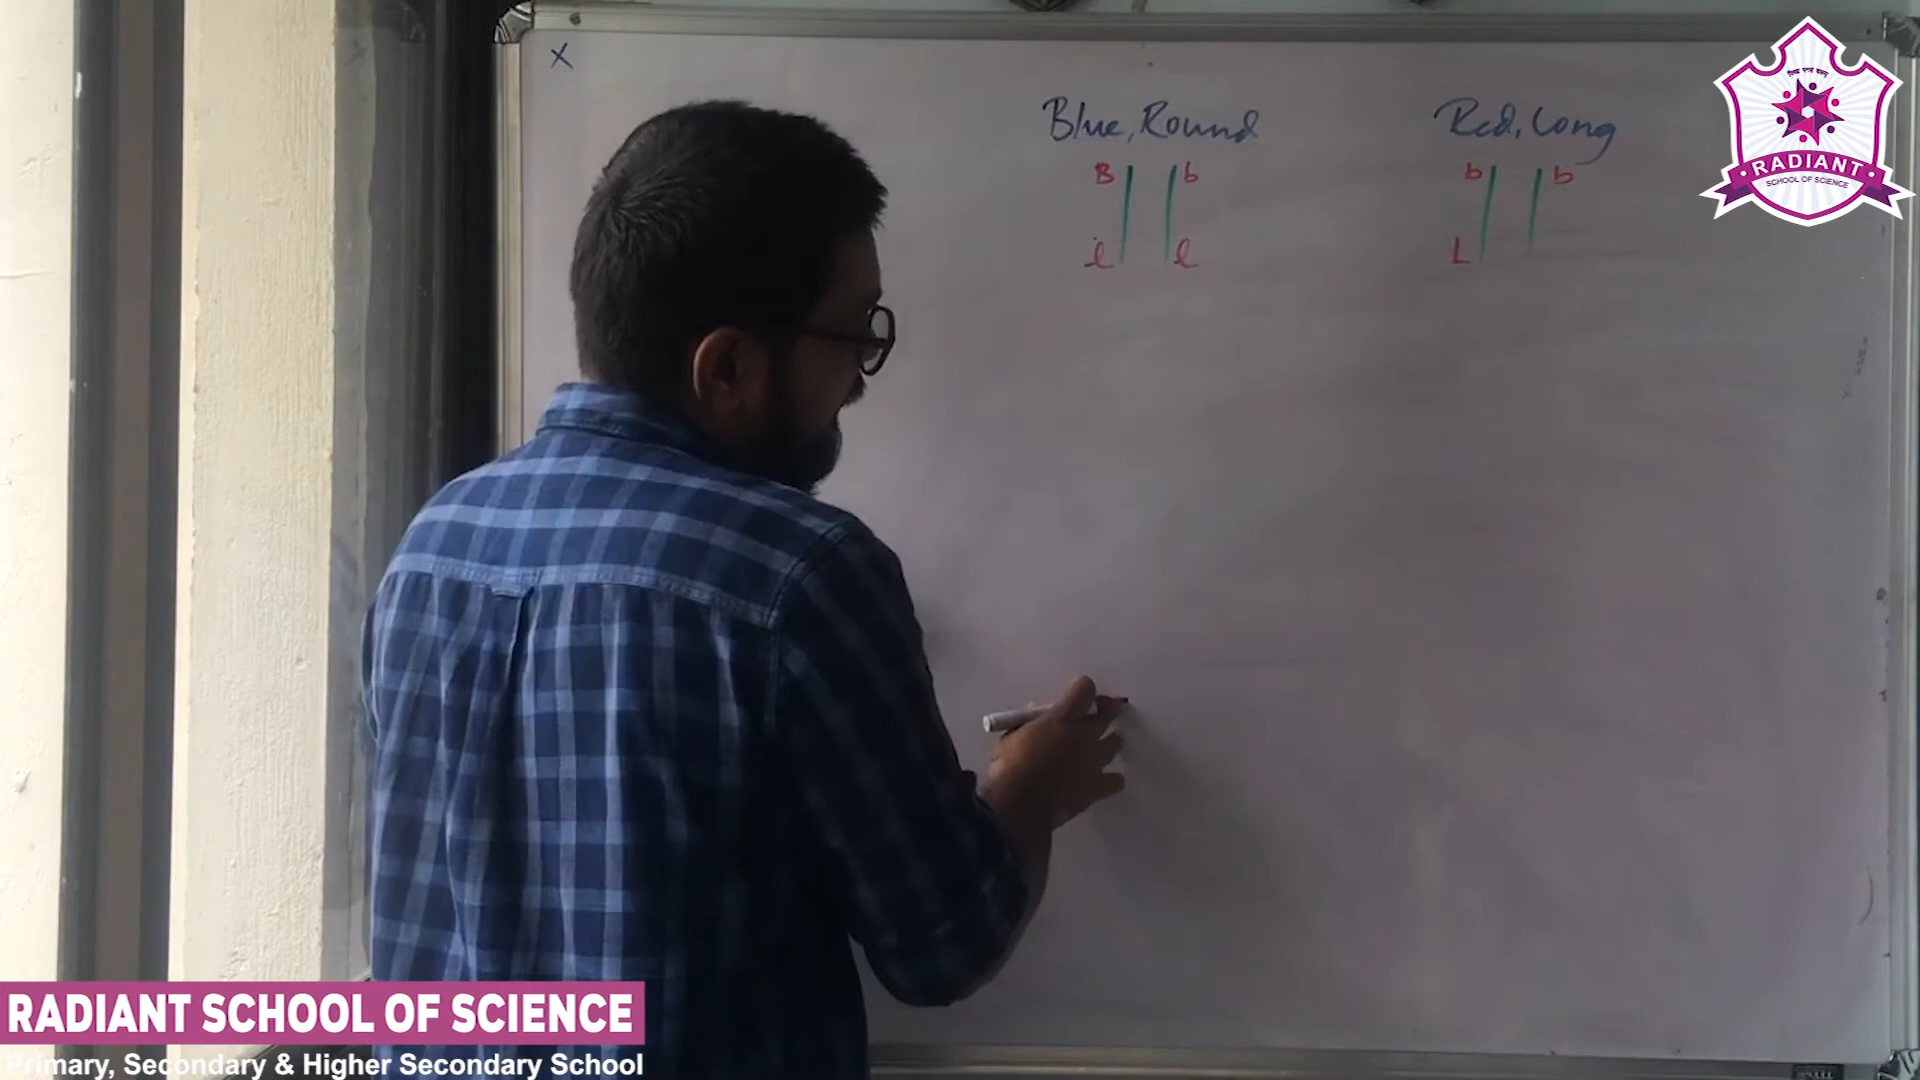 X
Blue, Round
Red, Long
B b
l l
b b
L
RADIANT
SCHOOL OF SCIENCE
RADIANT SCHOOL OF SCIENCE
Primary, Secondary & Higher Secondary School